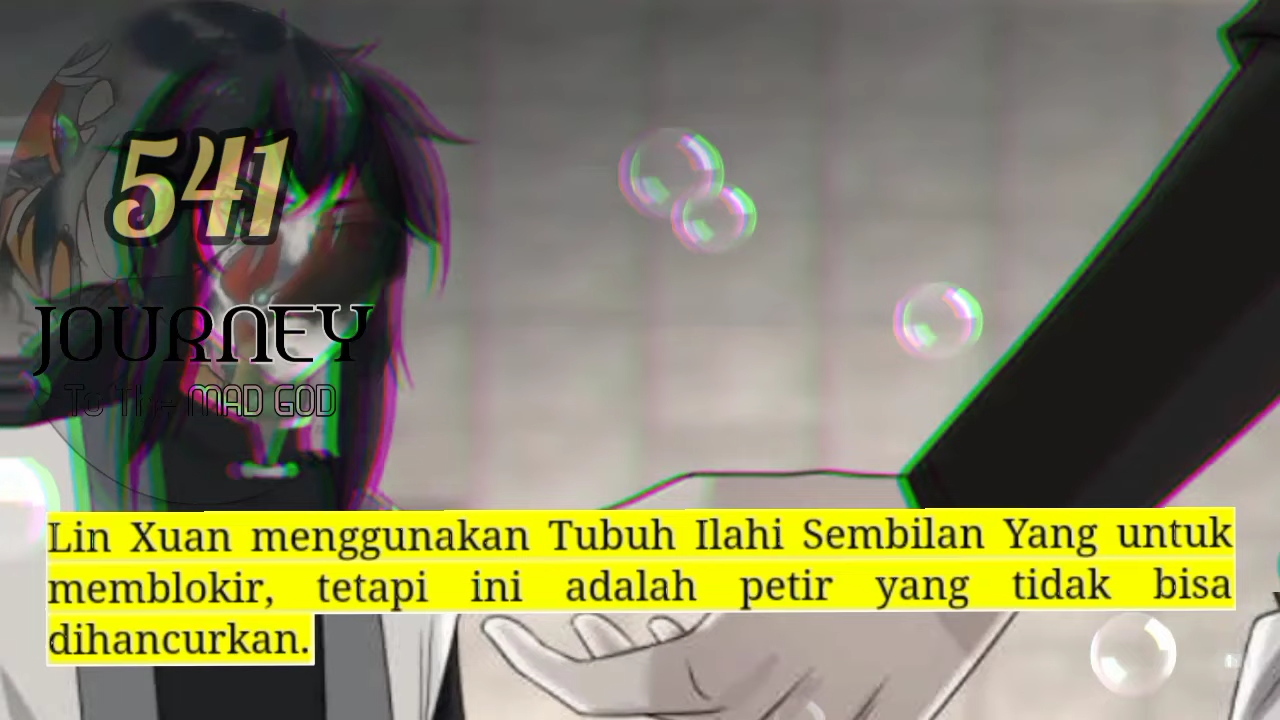 541
JOURNEY
To The MAD GOD
Lin Xuan menggunakan Tubuh Ilahi Sembilan Yang untuk
memblokir, tetapi ini adalah petir yang tidak bisa
dihancurkan.